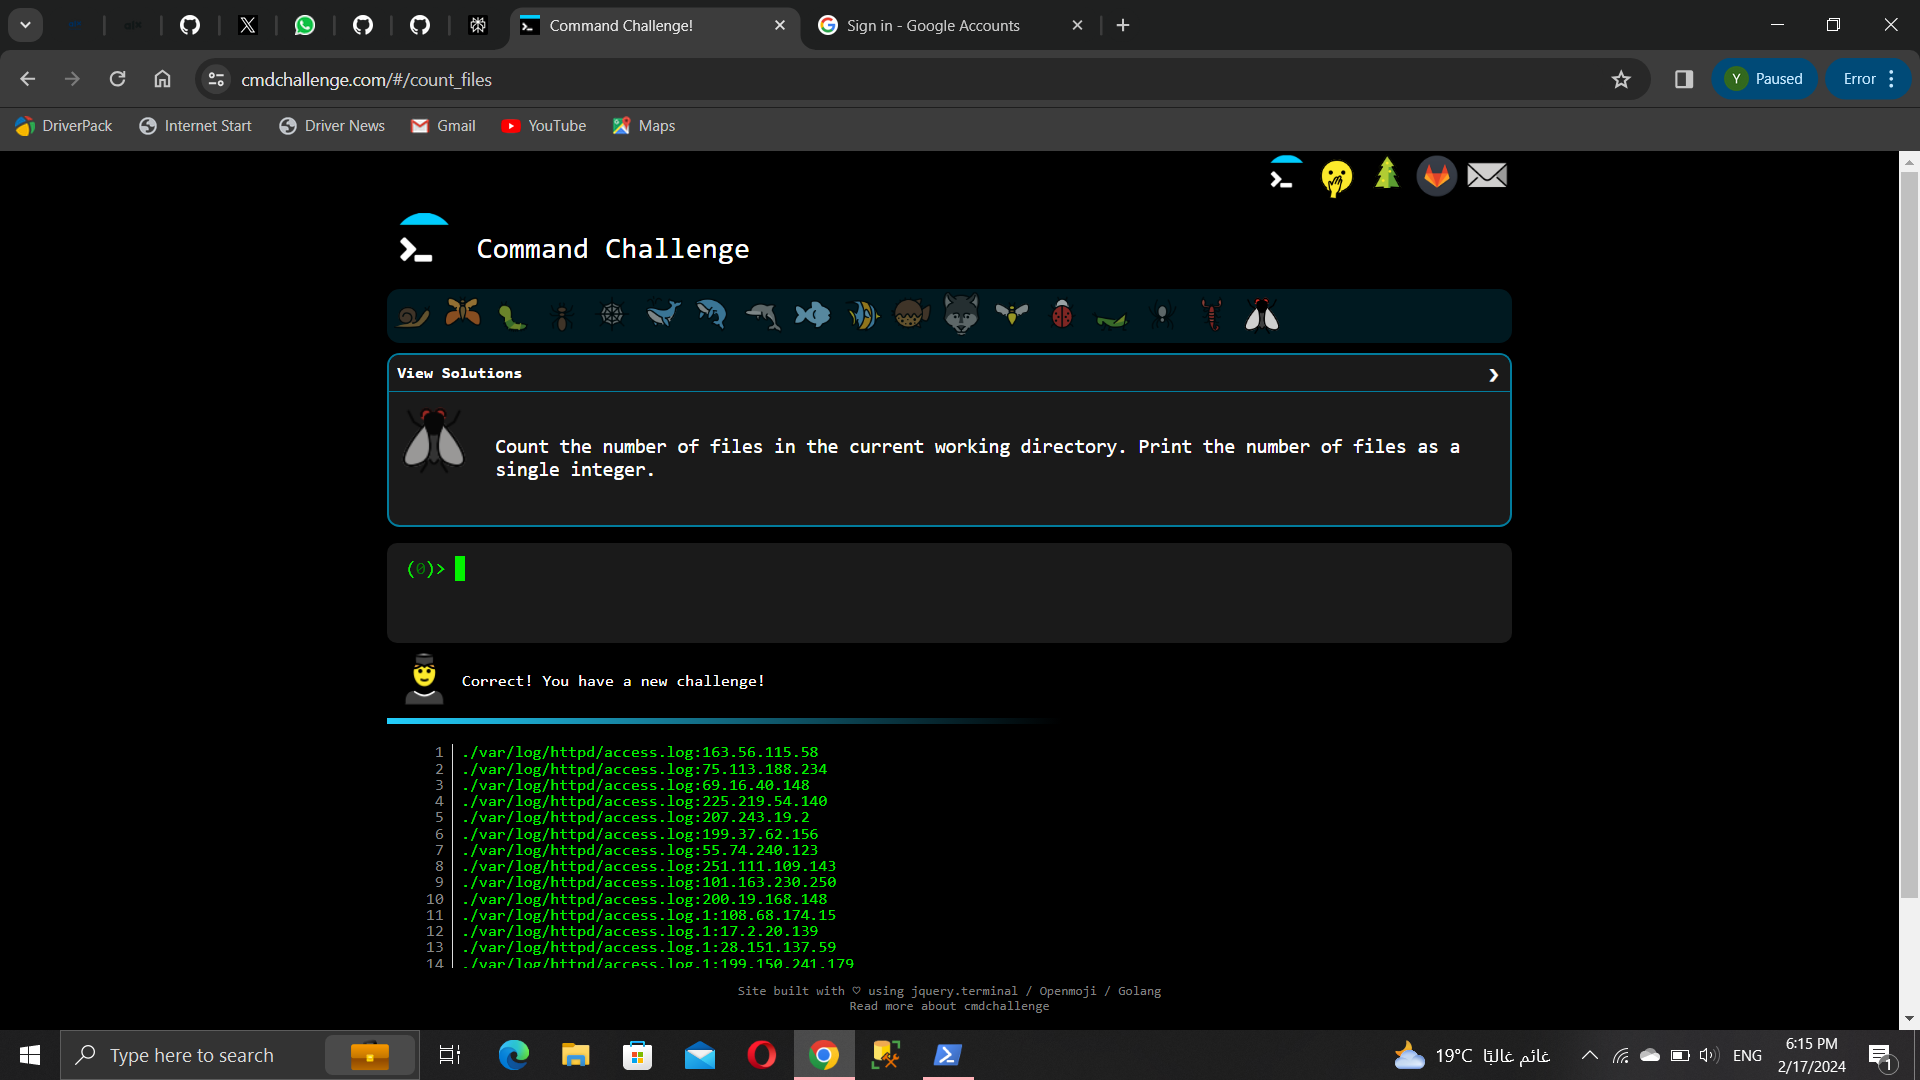 Command Challenge!
Sign in - Google Accounts
cmdchallenge.com/#/count_files
Y Paused
Error
DriverPack
Internet Start
Driver News
Gmail
YouTube
Maps
Command Challenge
View Solutions
Count the number of files in the current working directory. Print the number of files as a
single integer.
(0)>
Correct! You have a new challenge!
1 ./var/log/httpd/access.log:163.56.115.58
2 ./var/log/httpd/access.log:75.113.188.234
3 ./var/log/httpd/access.log:69.16.40.148
4 ./var/log/httpd/access.log:225.219.54.140
5 ./var/log/httpd/access.log:207.243.19.2
6 ./var/log/httpd/access.log:199.37.62.156
7 ./var/log/httpd/access.log:55.74.240.123
8 ./var/log/httpd/access.log:251.111.109.143
9 ./var/log/httpd/access.log:101.163.230.250
10 ./var/log/httpd/access.log:200.19.168.148
11 ./var/log/httpd/access.log.1:108.68.174.15
12 ./var/log/httpd/access.log.1:17.2.20.139
13 ./var/log/httpd/access.log.1:28.151.137.59
14 ./var/log/httpd/access.log.1:199.150.241.179
Site built with ♡ using jquery.terminal / Openmoji / Golang
Read more about cmdchallenge
Type here to search
19°C غائم غالبًا
ENG
6:15 PM
2/17/2024
1